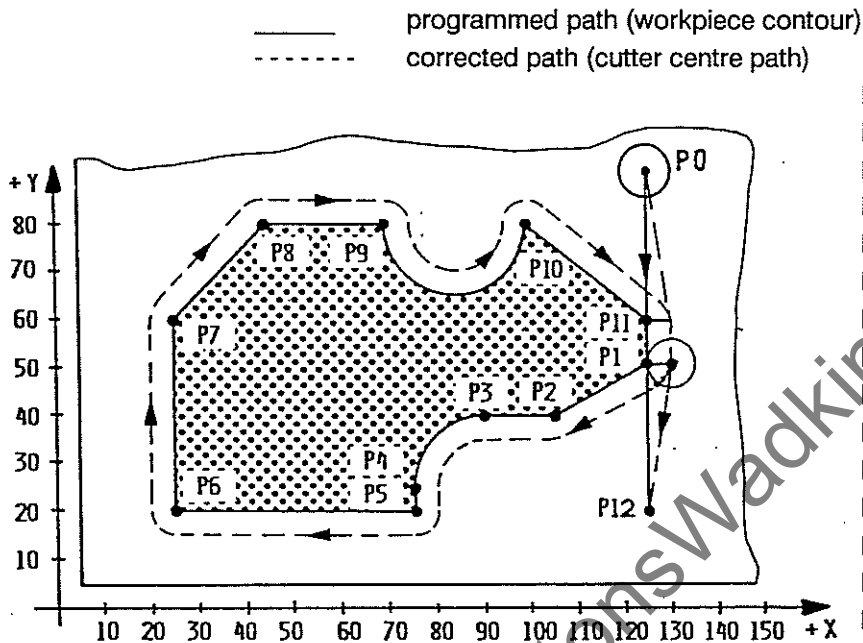 programmed path (workpiece contour)
corrected path (cutter centre path)
+Y
P0
80
P8 P9
P10
70
60
P7
P11
50
P1
P3 P2
40
30
P4
P6
P5
20
P12
10
10 20 30 40 50 60 70 80 90 100 110 120 130 140 150 +X